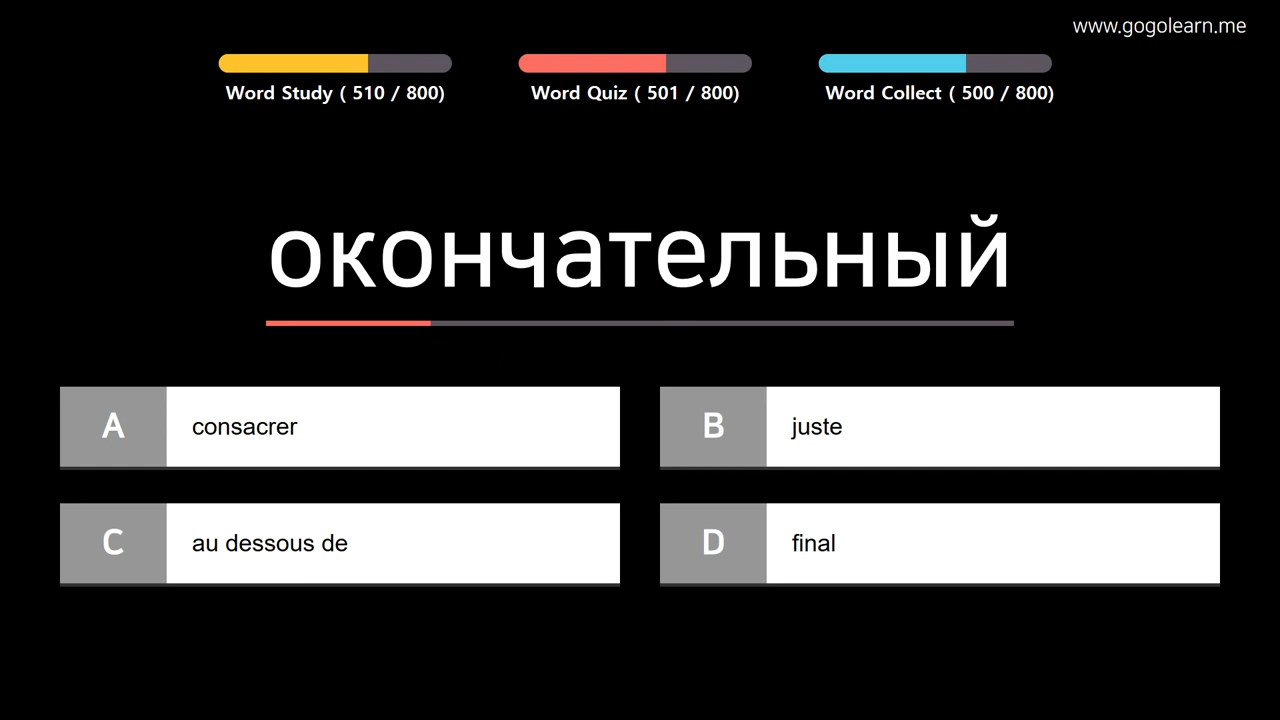 www.gogolearn.me
Word Study ( 510 / 800)
Word Quiz ( 501 / 800)
Word Collect ( 500 / 800)
окончательный
A consacrer
B juste
C au dessous de
D final